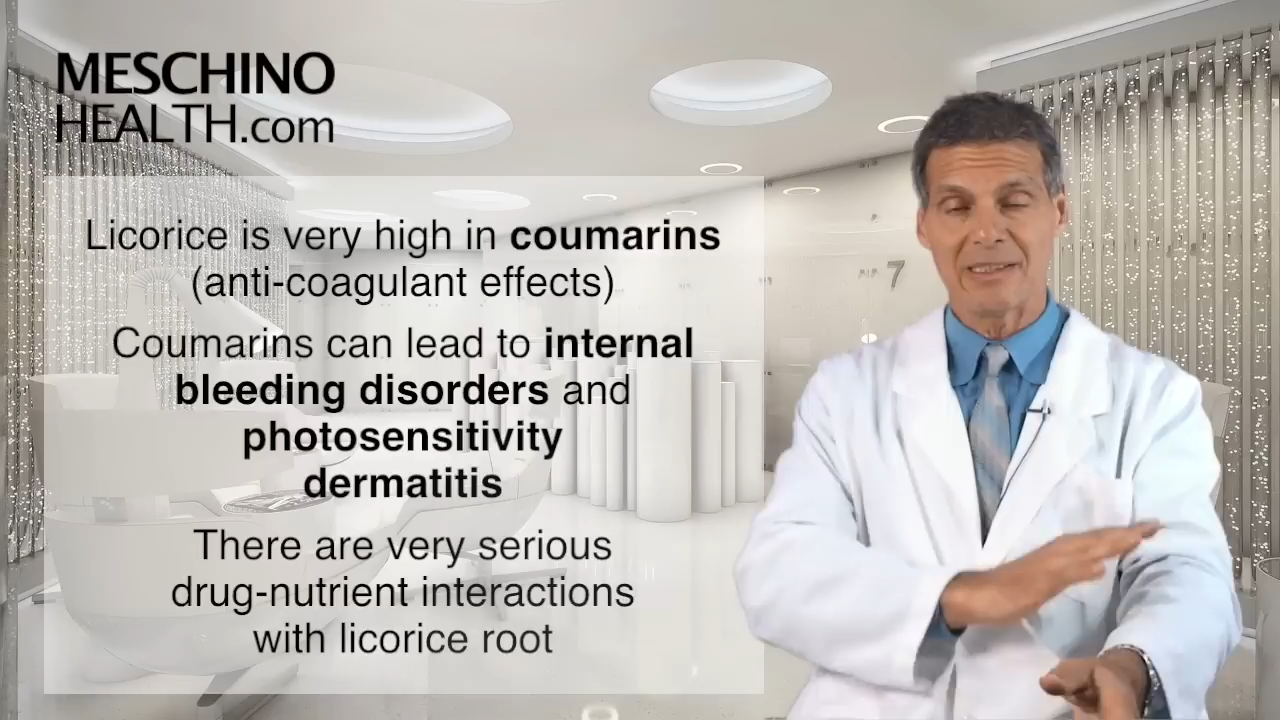 MESCHINO
HEALTH.com
Licorice is very high in coumarins
(anti-coagulant effects)
Coumarins can lead to internal
bleeding disorders and
photosensitivity
dermatitis
There are very serious
drug-nutrient interactions
with licorice root
7